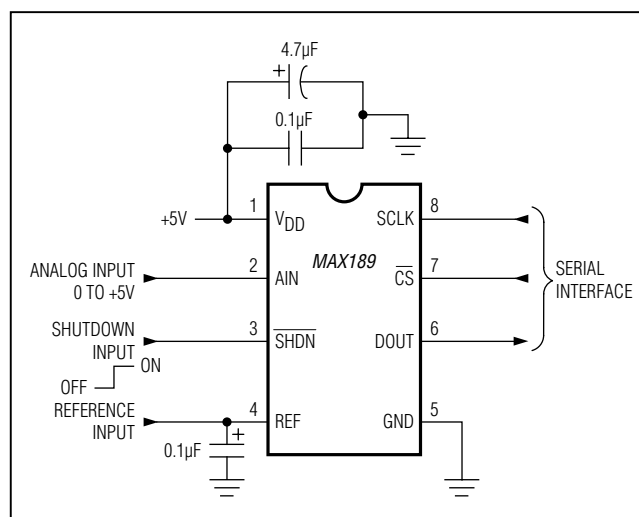 4.7µF
+
0.1µF
+5V
1
VDD
SCLK
8
MAX189
ANALOG INPUT
0 TO +5V
2
AIN
CS
7
SERIAL
INTERFACE
SHUTDOWN
INPUT
3
SHDN
DOUT
6
ON
OFF
REFERENCE
INPUT
4
REF
GND
5
0.1µF
+